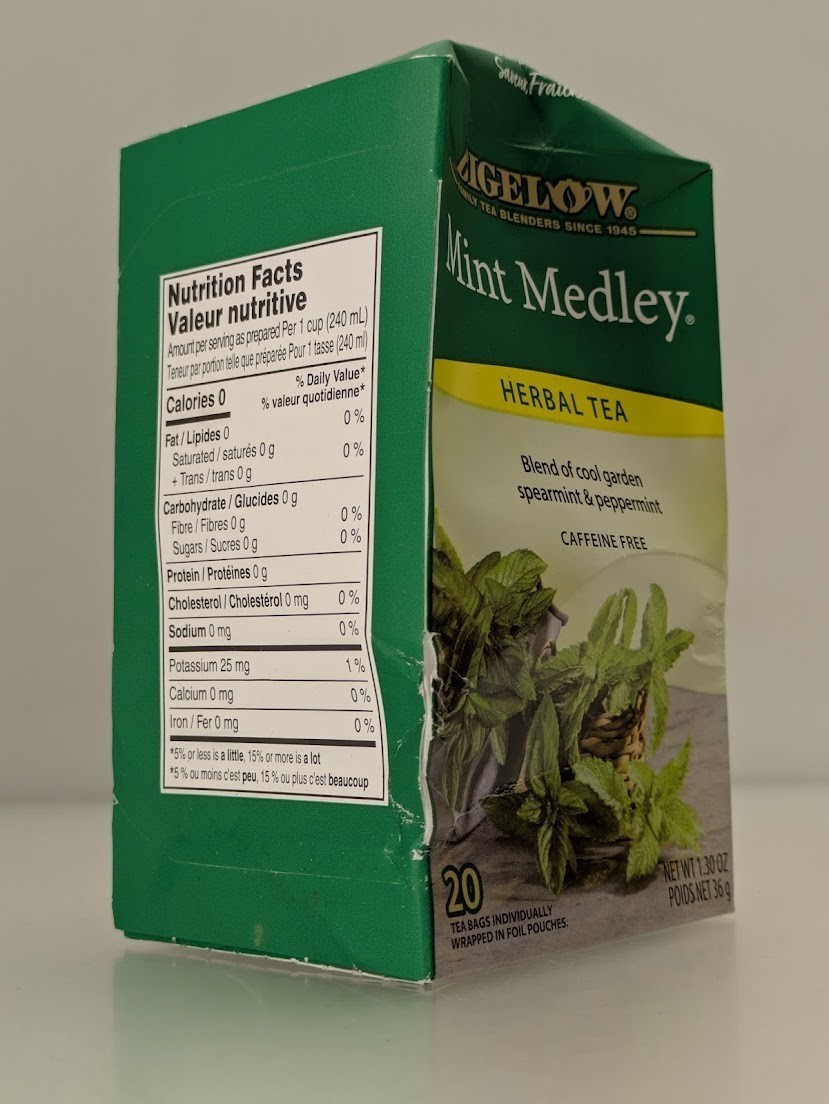 Nutrition Facts
Valeur nutritive
Amount per serving as prepared Per 1 cup (240 mL)
Teneur par portion telle que préparée Pour 1 tasse (240 ml)
% Daily Value*
Calories 0 % valeur quotidienne*
Fat / Lipides 0 0 %
Saturated / saturés 0 g 0 %
+ Trans / trans 0 g
Carbohydrate / Glucides 0 g
Fibre / Fibres 0 g 0 %
Sugars / Sucres 0 g 0 %
Protein / Protéines 0 g
Cholesterol / Cholestérol 0 mg 0 %
Sodium 0 mg 0 %
Potassium 25 mg 1 %
Calcium 0 mg 0 %
Iron / Fer 0 mg 0 %
*5% or less is a little, 15% or more is a lot
*5 % ou moins c'est peu, 15 % ou plus c'est beaucoup
BIGELOW®
FAMILY TEA BLENDERS SINCE 1945
Mint Medley®
HERBAL TEA
Blend of cool garden
spearmint & peppermint
CAFFEINE FREE
20
TEA BAGS INDIVIDUALLY
WRAPPED IN FOIL POUCHES.
NET WT 1.30 OZ
POIDS NET 36 g